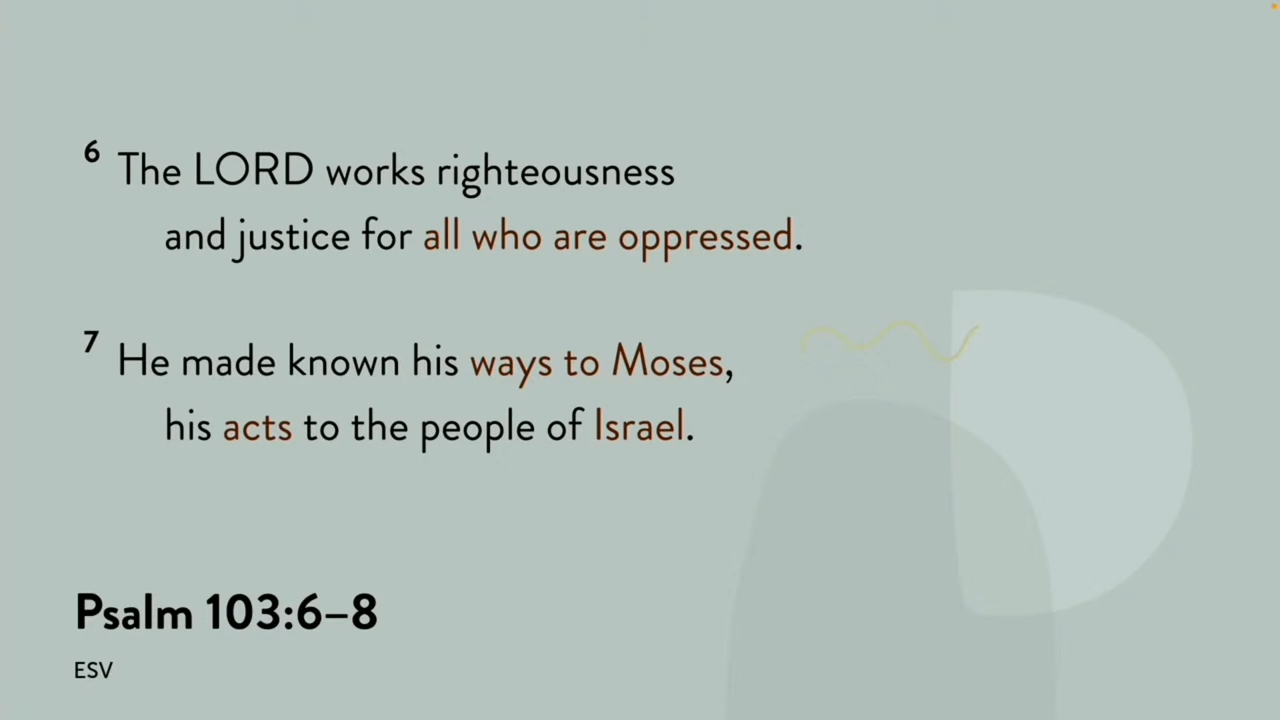 6 The LORD works righteousness
and justice for all who are oppressed.
7 He made known his ways to Moses,
his acts to the people of Israel.
Psalm 103:6–8
ESV